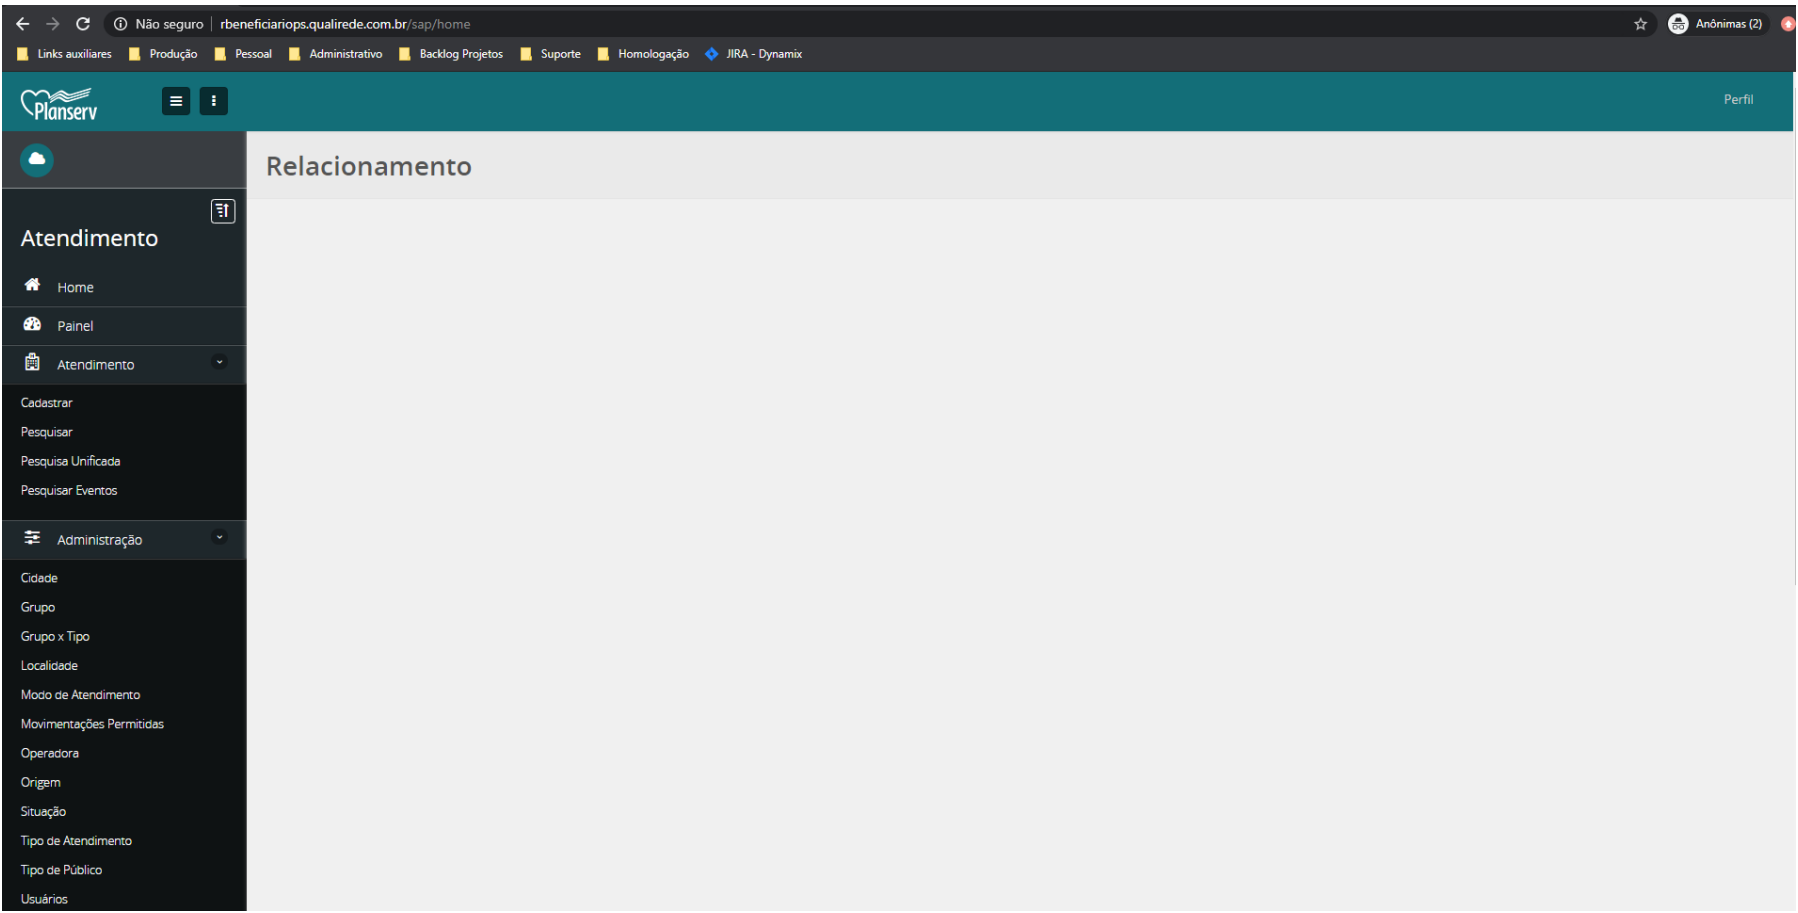 Não seguro rbeneficiariops.qualirede.com.br/sap/home Anônimas (2)
Links auxiliares Produção Pessoal Administrativo Backlog Projetos Suporte Homologação JIRA - Dynamix
Planserv
Perfil
Relacionamento
Atendimento
Home
Painel
Atendimento
Cadastrar
Pesquisar
Pesquisa Unificada
Pesquisar Eventos
Administração
Cidade
Grupo
Grupo x Tipo
Localidade
Modo de Atendimento
Movimentações Permitidas
Operadora
Origem
Situação
Tipo de Atendimento
Tipo de Público
Usuários